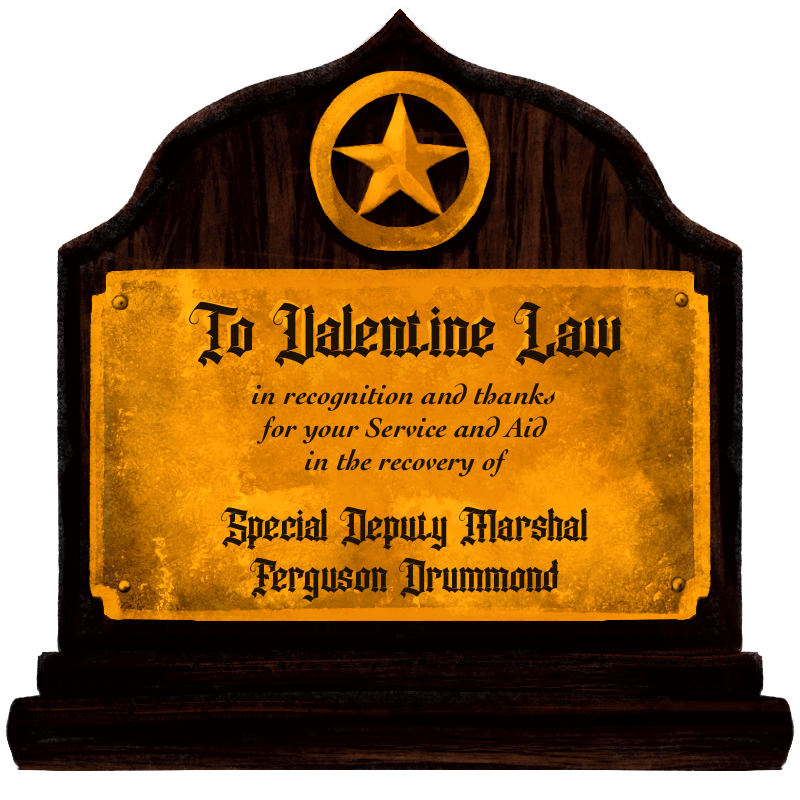 To Valentine Law
in recognition and thanks
for your Service and Aid
in the recovery of
Special Deputy Marshal
Ferguson Drummond